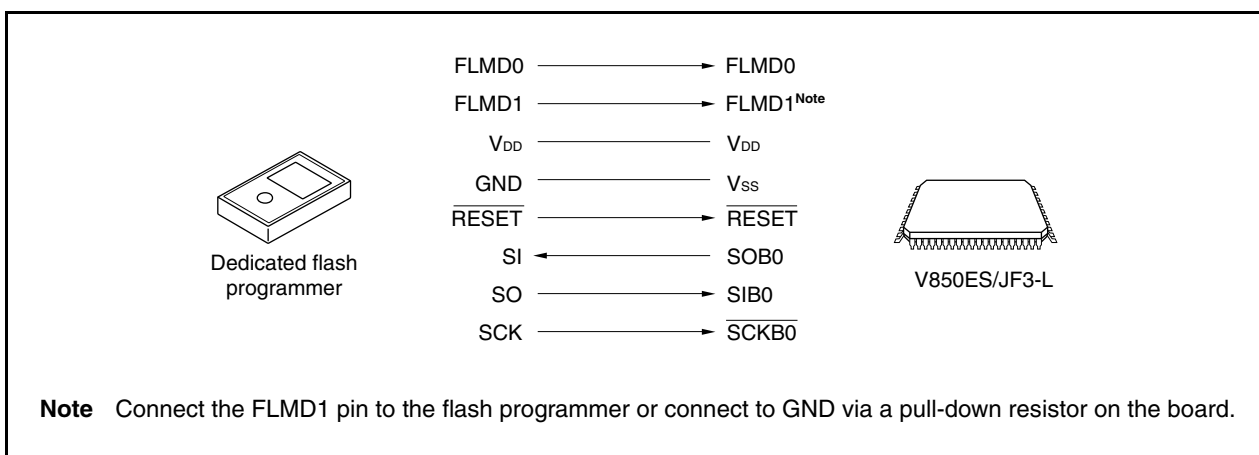 FLMD0 FLMD0
FLMD1 FLMD1Note
VDD VDD
GND VSS
RESET RESET
SI SOB0
SO SIB0
SCK SCKB0
Dedicated flash
programmer
V850ES/JF3-L
Note Connect the FLMD1 pin to the flash programmer or connect to GND via a pull-down resistor on the board.